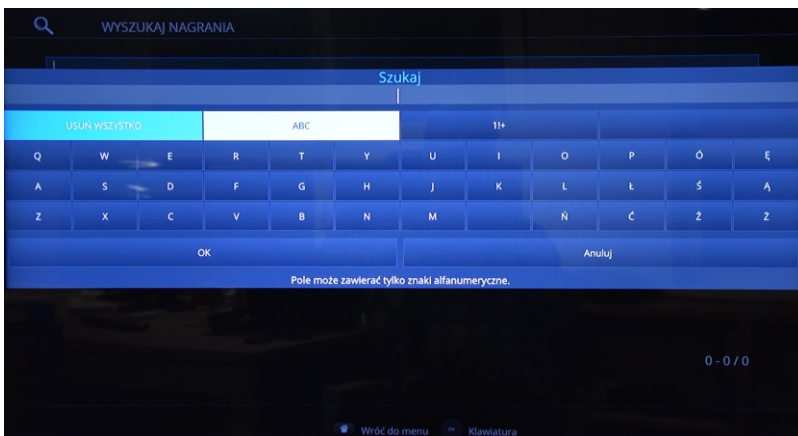 WYSZUKAJ NAGRANIA
Szukaj
USUŃ WSZYSTKO ABC 1!+
Q W E R T Y U I O P Ó Ę
A S D F G H J K L Ł Ś Ą
Z X C V B N M Ń Ć Ż Ź
OK Anuluj
Pole może zawierać tylko znaki alfanumeryczne.
0 - 0 / 0
Wróć do menu Klawiatura